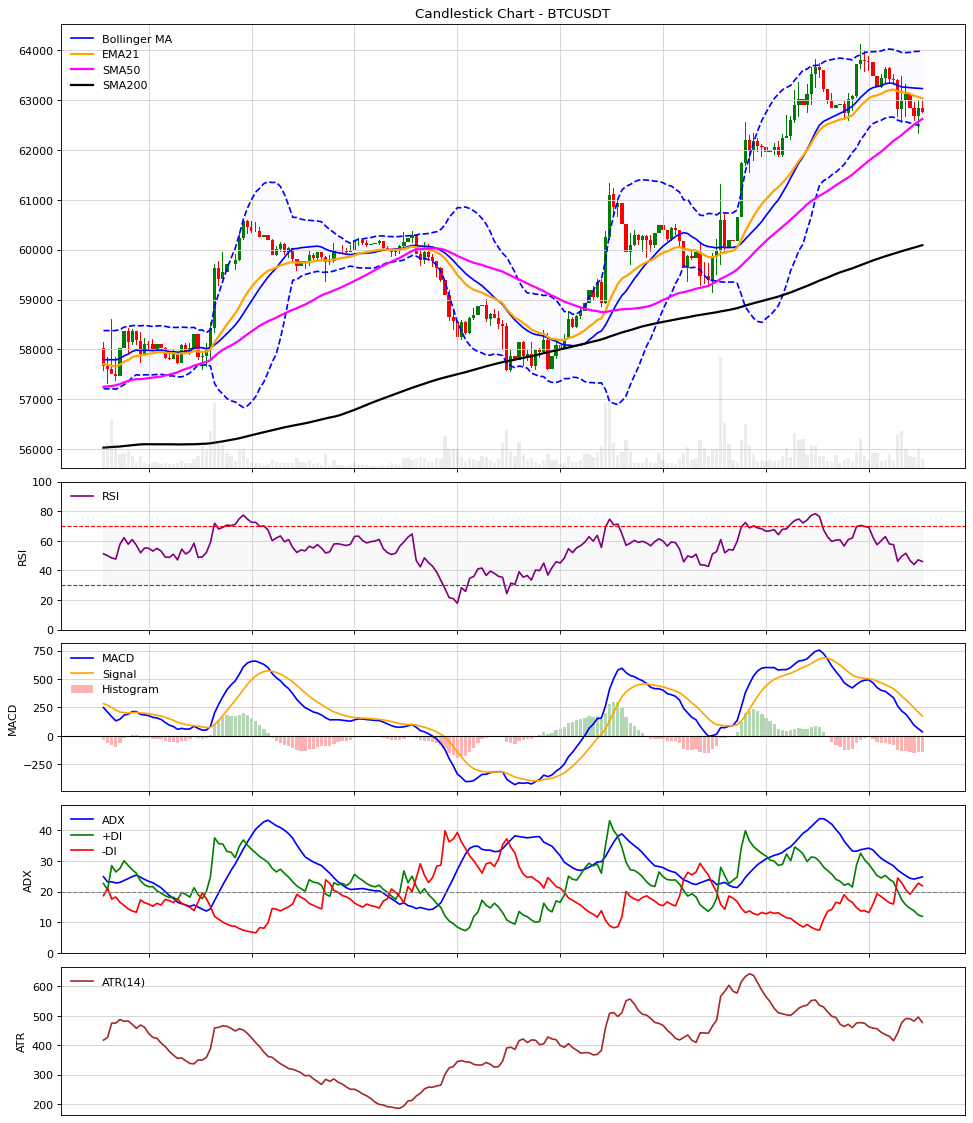 Candlestick Chart - BTCUSDT
Bollinger MA
EMA21
SMA50
SMA200
64000
63000
62000
61000
60000
59000
58000
57000
56000
RSI
100
80
60
40
20
0
RSI
MACD
Signal
Histogram
750
500
250
0
−250
MACD
ADX
+DI
-DI
40
30
20
10
0
ADX
ATR(14)
600
500
400
300
200
ATR